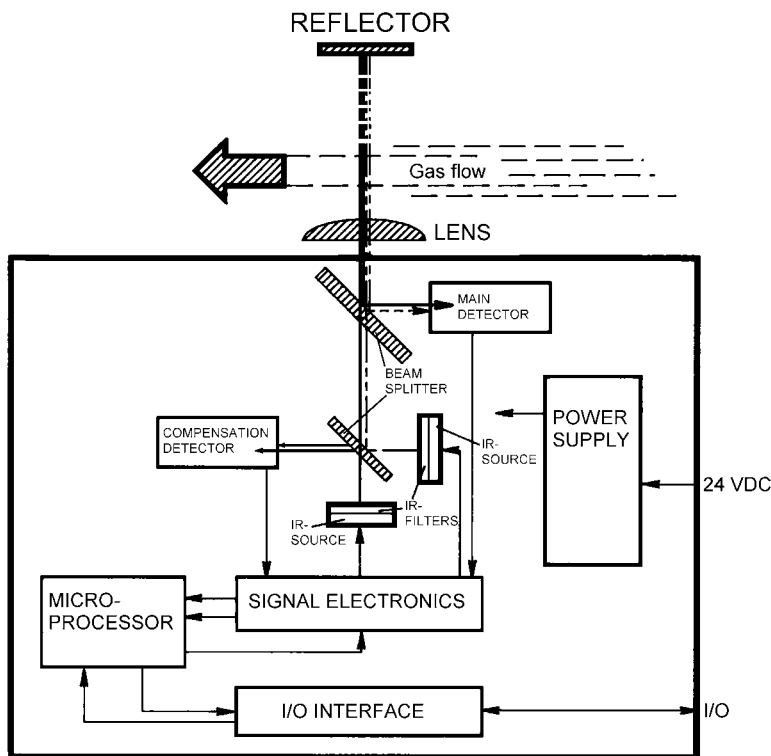 REFLECTOR
Gas flow
LENS
MAIN
DETECTOR
BEAM
SPLITTER
COMPENSATION
DETECTOR
IR-
SOURCE
POWER
SUPPLY
24 VDC
IR-
SOURCE
IR-
FILTERS
MICRO-
PROCESSOR
SIGNAL ELECTRONICS
I/O INTERFACE
I/O